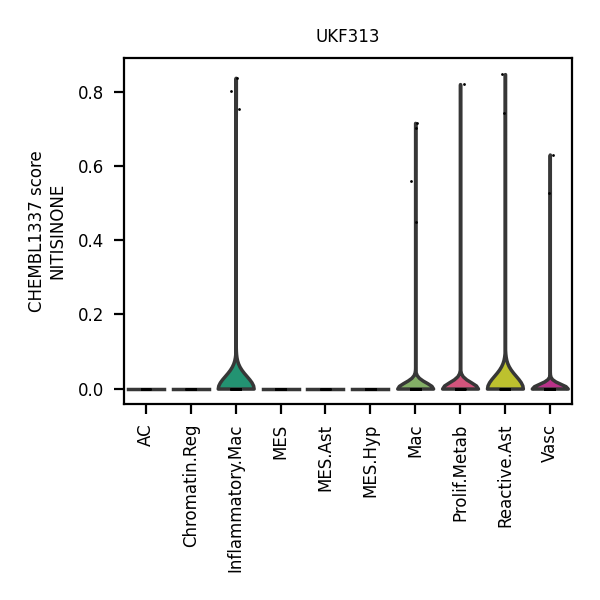 UKF313
CHEMBL1337 score
NITISINONE
0.8
0.6
0.4
0.2
0.0
AC
Chromatin.Reg
Inflammatory.Mac
MES
MES.Ast
MES.Hyp
Mac
Prolif.Metab
Reactive.Ast
Vasc